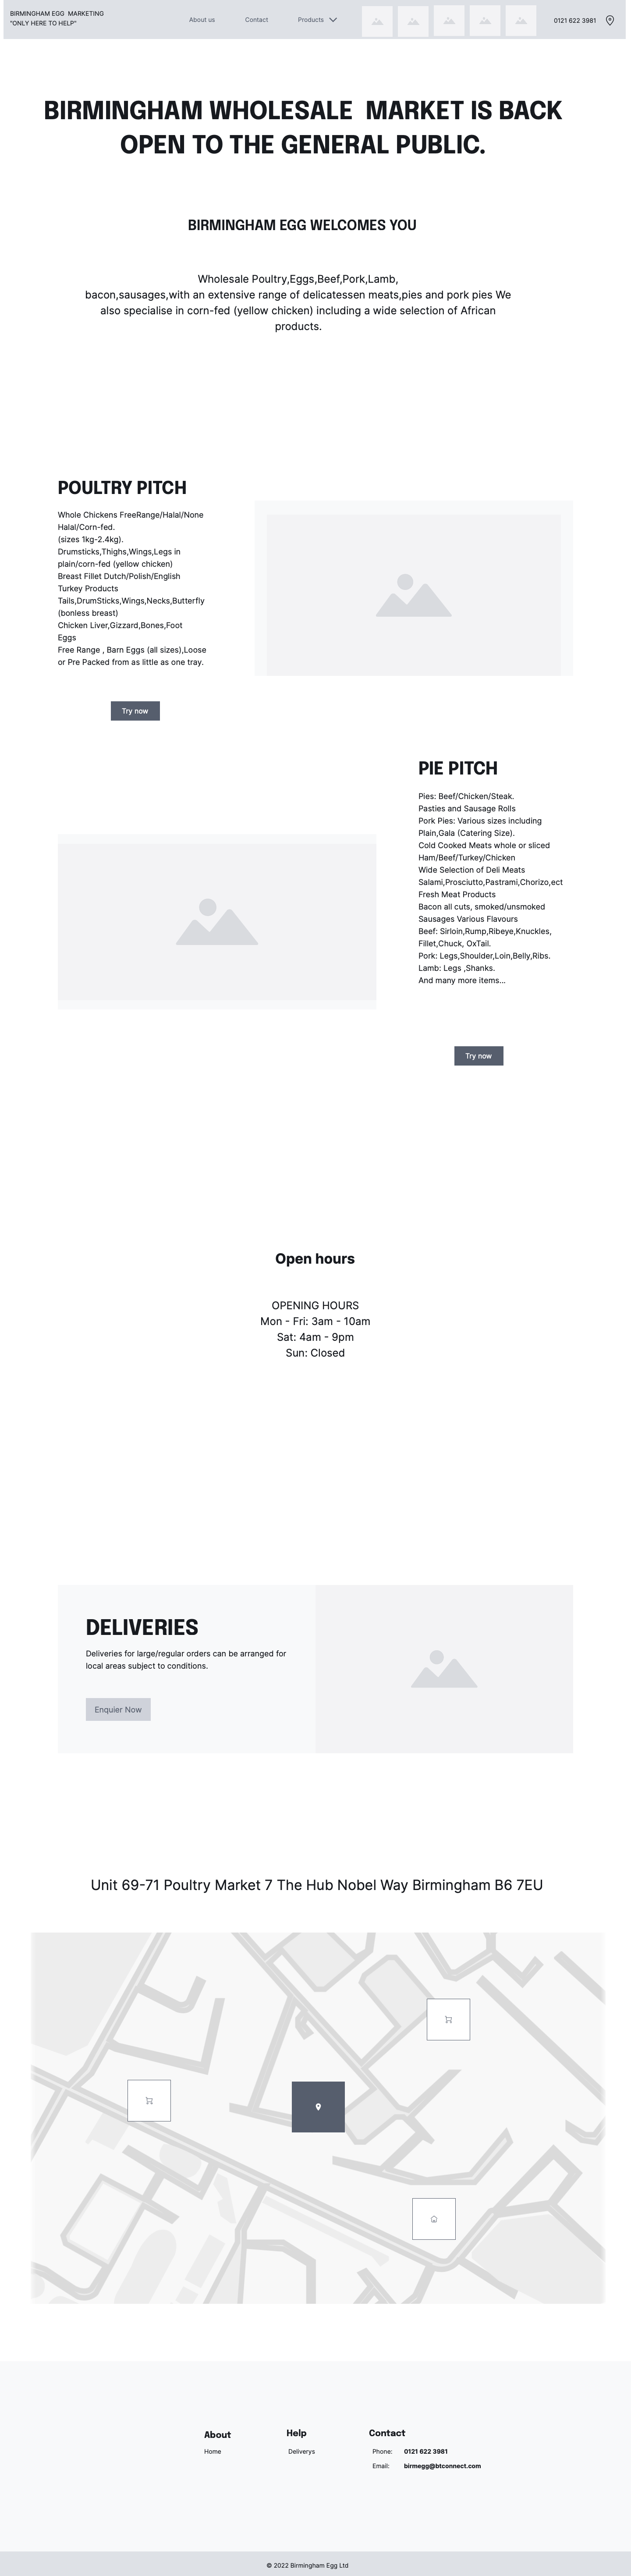 BIRMINGHAM EGG  MARKETING
"ONLY HERE TO HELP"
About us
Contact
Products
0121 622 3981
BIRMINGHAM WHOLESALE  MARKET IS BACK
OPEN TO THE GENERAL PUBLIC.
BIRMINGHAM EGG WELCOMES YOU
Wholesale Poultry,Eggs,Beef,Pork,Lamb,
bacon,sausages,with an extensive range of delicatessen meats,pies and pork pies We
also specialise in corn-fed (yellow chicken) including a wide selection of African
products.
POULTRY PITCH
Whole Chickens FreeRange/Halal/None
Halal/Corn-fed.
(sizes 1kg-2.4kg).
Drumsticks,Thighs,Wings,Legs in
plain/corn-fed (yellow chicken)
Breast Fillet Dutch/Polish/English
Turkey Products
Tails,DrumSticks,Wings,Necks,Butterfly
(bonless breast)
Chicken Liver,Gizzard,Bones,Foot
Eggs
Free Range , Barn Eggs (all sizes),Loose
or Pre Packed from as little as one tray.
Try now
PIE PITCH
Pies: Beef/Chicken/Steak.
Pasties and Sausage Rolls
Pork Pies: Various sizes including
Plain,Gala (Catering Size).
Cold Cooked Meats whole or sliced
Ham/Beef/Turkey/Chicken
Wide Selection of Deli Meats
Salami,Prosciutto,Pastrami,Chorizo,ect
Fresh Meat Products
Bacon all cuts, smoked/unsmoked
Sausages Various Flavours
Beef: Sirloin,Rump,Ribeye,Knuckles,
Fillet,Chuck, OxTail.
Pork: Legs,Shoulder,Loin,Belly,Ribs.
Lamb: Legs ,Shanks.
And many more items...
Try now
Open hours
OPENING HOURS
Mon - Fri: 3am - 10am
Sat: 4am - 9pm
Sun: Closed
DELIVERIES
Deliveries for large/regular orders can be arranged for
local areas subject to conditions.
Enquier Now
Unit 69-71 Poultry Market 7 The Hub Nobel Way Birmingham B6 7EU
About
Home
Help
Deliverys
Contact
Phone: 0121 622 3981
Email: birmegg@btconnect.com
© 2022 Birmingham Egg Ltd